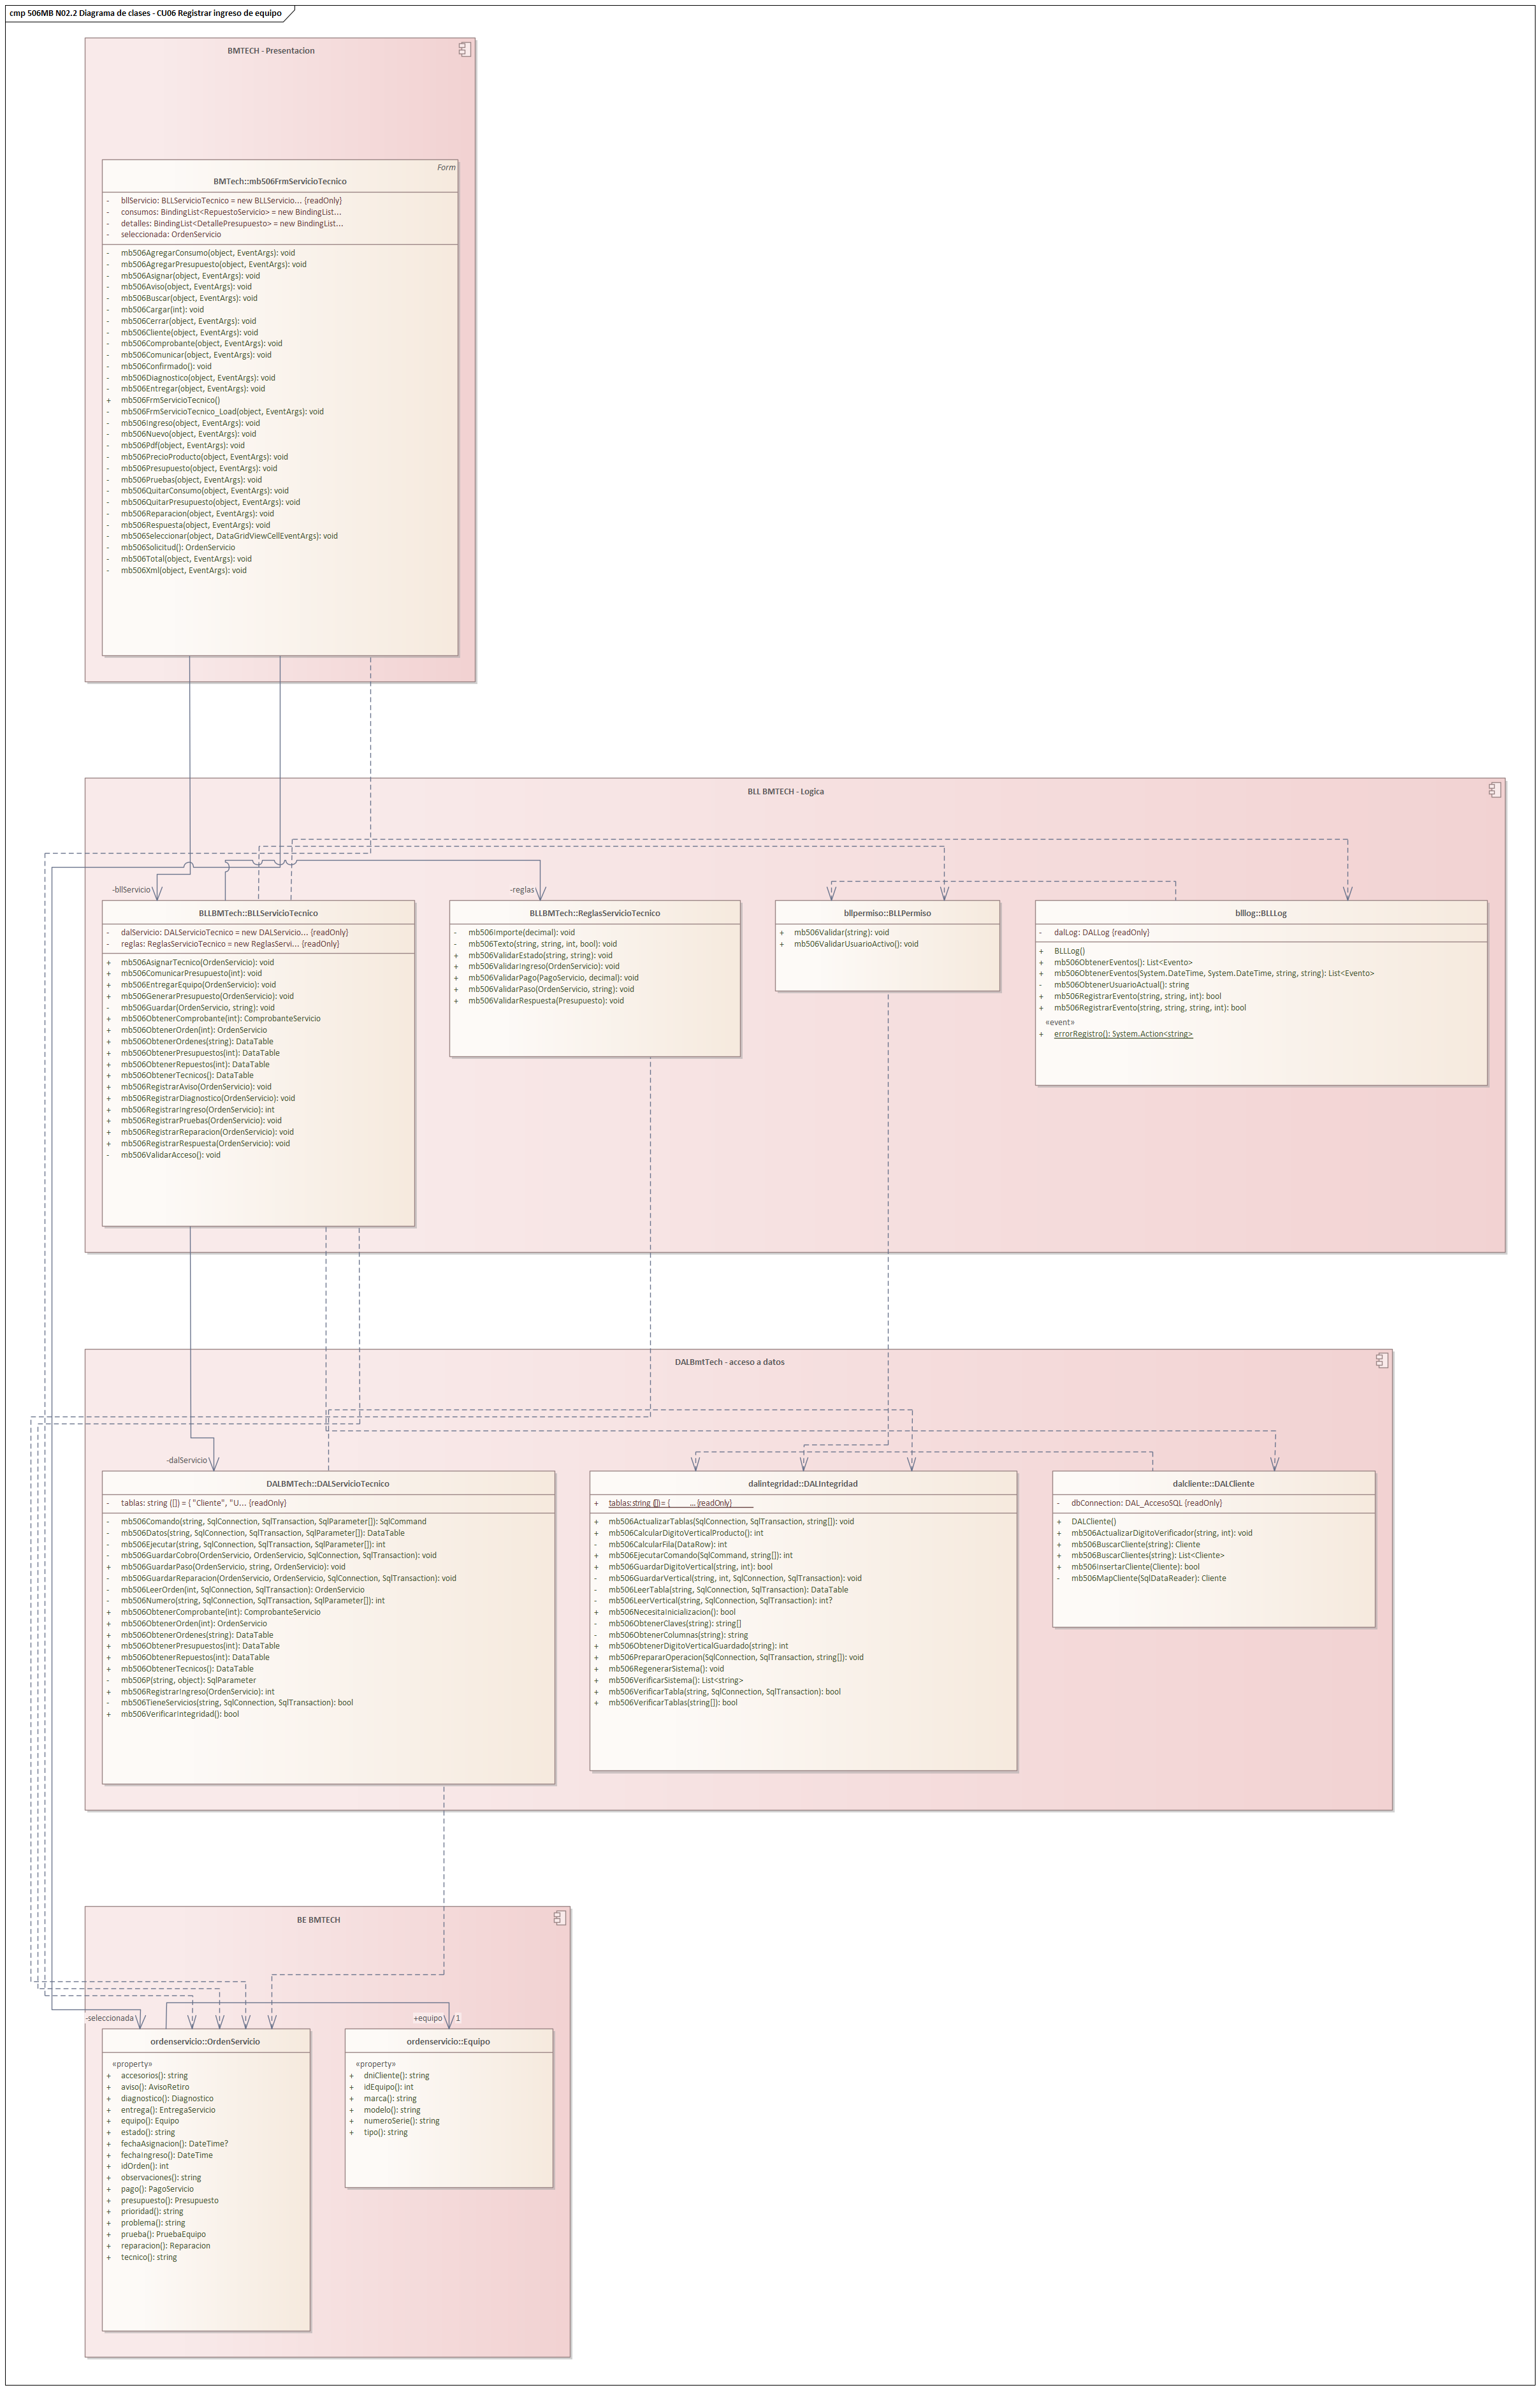 cmp 506MB N02.2 Diagrama de clases - CU06 Registrar ingreso de equipo
BMTECH - Presentacion
Form
BMTech::mb506FrmServicioTecnico
- bllServicio: BLLServicioTecnico = new BLLServicio... {readOnly}
- consumos: BindingList<RepuestoServicio> = new BindingList...
- detalles: BindingList<DetallePresupuesto> = new BindingList...
- seleccionada: OrdenServicio
- mb506AgregarConsumo(object, EventArgs): void
- mb506AgregarPresupuesto(object, EventArgs): void
- mb506Asignar(object, EventArgs): void
- mb506Aviso(object, EventArgs): void
- mb506Buscar(object, EventArgs): void
- mb506Cargar(int): void
- mb506Cerrar(object, EventArgs): void
- mb506Cliente(object, EventArgs): void
- mb506Comprobante(object, EventArgs): void
- mb506Comunicar(object, EventArgs): void
- mb506Confirmado(): void
- mb506Diagnostico(object, EventArgs): void
- mb506Entregar(object, EventArgs): void
+ mb506FrmServicioTecnico()
- mb506FrmServicioTecnico_Load(object, EventArgs): void
- mb506Ingreso(object, EventArgs): void
- mb506Nuevo(object, EventArgs): void
- mb506Pdf(object, EventArgs): void
- mb506PrecioProducto(object, EventArgs): void
- mb506Presupuesto(object, EventArgs): void
- mb506Pruebas(object, EventArgs): void
- mb506QuitarConsumo(object, EventArgs): void
- mb506QuitarPresupuesto(object, EventArgs): void
- mb506Reparacion(object, EventArgs): void
- mb506Respuesta(object, EventArgs): void
- mb506Seleccionar(object, DataGridViewCellEventArgs): void
- mb506Solicitud(): OrdenServicio
- mb506Total(object, EventArgs): void
- mb506Xml(object, EventArgs): void
BLL BMTECH - Logica
-bllServicio
-reglas
BLLBMTech::BLLServicioTecnico
- dalServicio: DALServicioTecnico = new DALServicio... {readOnly}
- reglas: ReglasServicioTecnico = new ReglasServi... {readOnly}
+ mb506AsignarTecnico(OrdenServicio): void
+ mb506ComunicarPresupuesto(int): void
+ mb506EntregarEquipo(OrdenServicio): void
+ mb506GenerarPresupuesto(OrdenServicio): void
- mb506Guardar(OrdenServicio, string): void
+ mb506ObtenerComprobante(int): ComprobanteServicio
+ mb506ObtenerOrden(int): OrdenServicio
+ mb506ObtenerOrdenes(string): DataTable
+ mb506ObtenerPresupuestos(int): DataTable
+ mb506ObtenerRepuestos(int): DataTable
+ mb506ObtenerTecnicos(): DataTable
+ mb506RegistrarAviso(OrdenServicio): void
+ mb506RegistrarDiagnostico(OrdenServicio): void
+ mb506RegistrarIngreso(OrdenServicio): int
+ mb506RegistrarPruebas(OrdenServicio): void
+ mb506RegistrarReparacion(OrdenServicio): void
+ mb506RegistrarRespuesta(OrdenServicio): void
- mb506ValidarAcceso(): void
BLLBMTech::ReglasServicioTecnico
- mb506Importe(decimal): void
- mb506Texto(string, string, int, bool): void
+ mb506ValidarEstado(string, string): void
+ mb506ValidarIngreso(OrdenServicio): void
+ mb506ValidarPago(PagoServicio, decimal): void
+ mb506ValidarPaso(OrdenServicio, string): void
+ mb506ValidarRespuesta(Presupuesto): void
bllpermiso::BLLPermiso
+ mb506Validar(string): void
+ mb506ValidarUsuarioActivo(): void
blllog::BLLLog
- dalLog: DALLog {readOnly}
+ BLLLog()
+ mb506ObtenerEventos(): List<Evento>
+ mb506ObtenerEventos(System.DateTime, System.DateTime, string, string): List<Evento>
- mb506ObtenerUsuarioActual(): string
+ mb506RegistrarEvento(string, string, int): bool
+ mb506RegistrarEvento(string, string, string, int): bool
«event»
+ errorRegistro(): System.Action<string>
DALBmtTech - acceso a datos
-dalServicio
DALBMTech::DALServicioTecnico
- tablas: string ([]) = { "Cliente", "U... {readOnly}
- mb506Comando(string, SqlConnection, SqlTransaction, SqlParameter[]): SqlCommand
- mb506Datos(string, SqlConnection, SqlTransaction, SqlParameter[]): DataTable
- mb506Ejecutar(string, SqlConnection, SqlTransaction, SqlParameter[]): int
- mb506GuardarCobro(OrdenServicio, OrdenServicio, SqlConnection, SqlTransaction): void
+ mb506GuardarPaso(OrdenServicio, string, OrdenServicio): void
- mb506GuardarReparacion(OrdenServicio, OrdenServicio, SqlConnection, SqlTransaction): void
- mb506LeerOrden(int, SqlConnection, SqlTransaction): OrdenServicio
- mb506Numero(string, SqlConnection, SqlTransaction, SqlParameter[]): int
+ mb506ObtenerComprobante(int): ComprobanteServicio
+ mb506ObtenerOrden(int): OrdenServicio
+ mb506ObtenerOrdenes(string): DataTable
+ mb506ObtenerPresupuestos(int): DataTable
+ mb506ObtenerRepuestos(int): DataTable
+ mb506ObtenerTecnicos(): DataTable
- mb506P(string, object): SqlParameter
+ mb506RegistrarIngreso(OrdenServicio): int
- mb506TieneServicios(string, SqlConnection, SqlTransaction): bool
+ mb506VerificarIntegridad(): bool
dalintegridad::DALIntegridad
+ tablas: string ([]) = { ... {readOnly}
+ mb506ActualizarTablas(SqlConnection, SqlTransaction, string[]): void
+ mb506CalcularDigitoVerticalProducto(): int
- mb506CalcularFila(DataRow): int
+ mb506EjecutarComando(SqlCommand, string[]): int
+ mb506GuardarDigitoVertical(string, int): bool
- mb506GuardarVertical(string, int, SqlConnection, SqlTransaction): void
- mb506LeerTabla(string, SqlConnection, SqlTransaction): DataTable
- mb506LeerVertical(string, SqlConnection, SqlTransaction): int?
+ mb506NecesitaInicializacion(): bool
- mb506ObtenerClaves(string): string[]
- mb506ObtenerColumnas(string): string
+ mb506ObtenerDigitoVerticalGuardado(string): int
+ mb506PrepararOperacion(SqlConnection, SqlTransaction, string[]): void
+ mb506RegenerarSistema(): void
+ mb506VerificarSistema(): List<string>
+ mb506VerificarTabla(string, SqlConnection, SqlTransaction): bool
+ mb506VerificarTablas(string[]): bool
dalcliente::DALCliente
- dbConnection: DAL_AccesoSQL {readOnly}
+ DALCliente()
+ mb506ActualizarDigitoVerificador(string, int): void
+ mb506BuscarCliente(string): Cliente
+ mb506BuscarClientes(string): List<Cliente>
+ mb506InsertarCliente(Cliente): bool
- mb506MapCliente(SqlDataReader): Cliente
BE BMTECH
-seleccionada
+equipo 1
ordenservicio::OrdenServicio
«property»
+ accesorios(): string
+ aviso(): AvisoRetiro
+ diagnostico(): Diagnostico
+ entrega(): EntregaServicio
+ equipo(): Equipo
+ estado(): string
+ fechaAsignacion(): DateTime?
+ fechaIngreso(): DateTime
+ idOrden(): int
+ observaciones(): string
+ pago(): PagoServicio
+ presupuesto(): Presupuesto
+ prioridad(): string
+ problema(): string
+ prueba(): PruebaEquipo
+ reparacion(): Reparacion
+ tecnico(): string
ordenservicio::Equipo
«property»
+ dniCliente(): string
+ idEquipo(): int
+ marca(): string
+ modelo(): string
+ numeroSerie(): string
+ tipo(): string